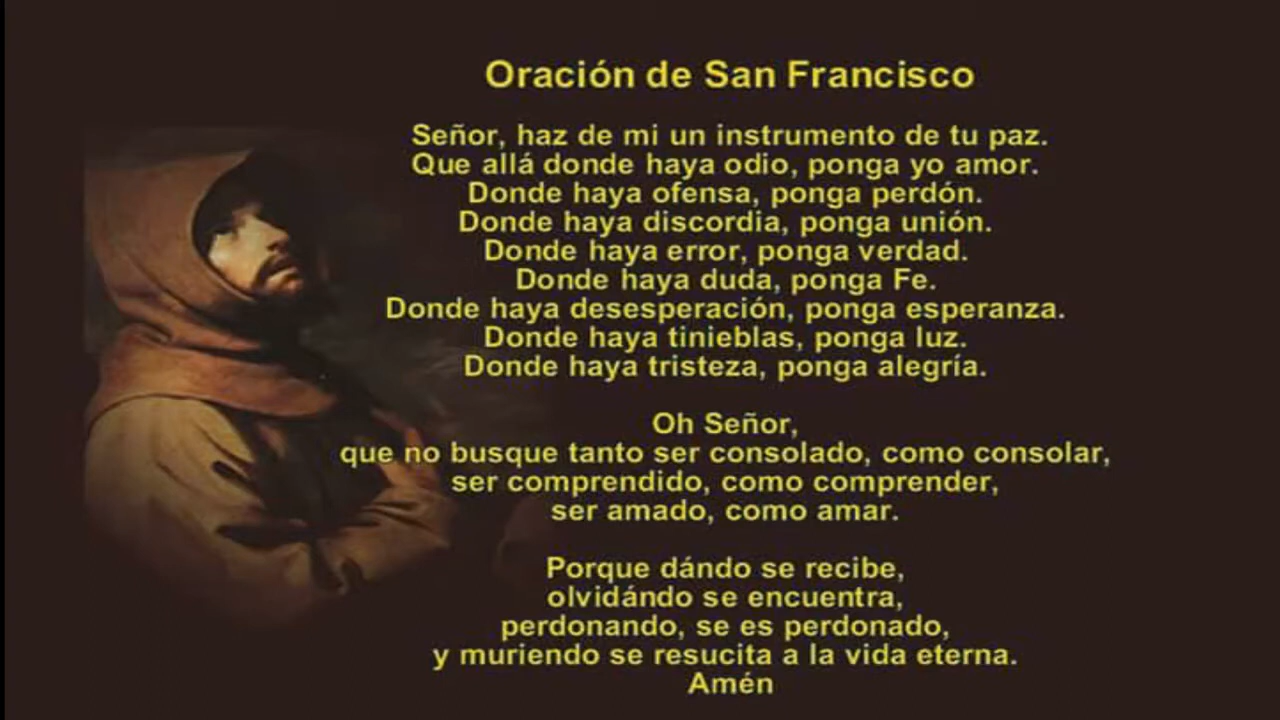 Oración de San Francisco
Señor, haz de mi un instrumento de tu paz.
Que allá donde haya odio, ponga yo amor.
Donde haya ofensa, ponga perdón.
Donde haya discordia, ponga unión.
Donde haya error, ponga verdad.
Donde haya duda, ponga Fe.
Donde haya desesperación, ponga esperanza.
Donde haya tinieblas, ponga luz.
Donde haya tristeza, ponga alegría.
Oh Señor,
que no busque tanto ser consolado, como consolar,
ser comprendido, como comprender,
ser amado, como amar.
Porque dándo se recibe,
olvidándo se encuentra,
perdonando, se es perdonado,
y muriendo se resucita a la vida eterna.
Amén